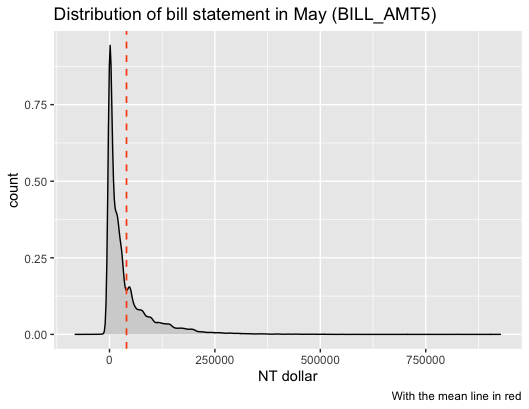 Distribution of bill statement in May (BILL_AMT5)
count
0.75
0.50
0.25
0.00
0
250000
500000
750000
NT dollar
With the mean line in red